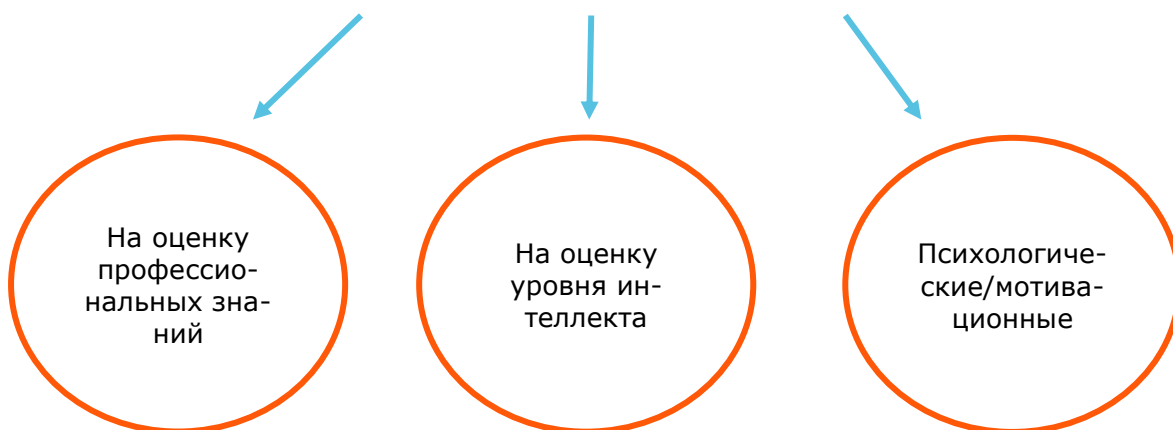 На оценку
профессио-
нальных зна-
ний
На оценку
уровня ин-
теллекта
Психологиче-
ские/мотива-
ционные